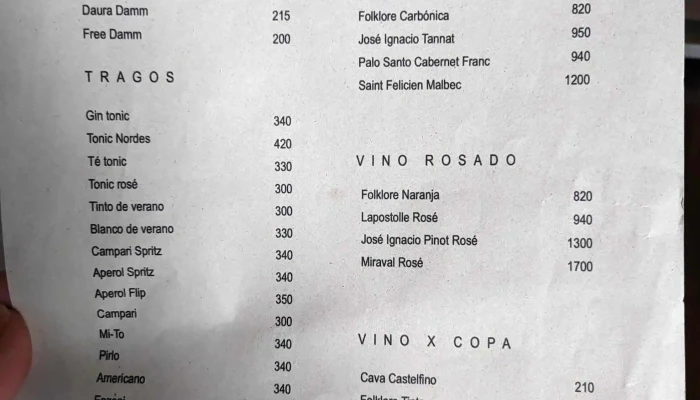 Daura Damm 215
Free Damm 200
TRAGOS
Gin tonic 340
Tonic Nordes 420
Té tonic 330
Tonic rosé 300
Tinto de verano 300
Blanco de verano 330
Campari Spritz 340
Aperol Spritz 340
Aperol Flip 350
Campari 300
Mi-To 340
Pirlo 340
Americano 340
Folklore Carbónica 820
José Ignacio Tannat 950
Palo Santo Cabernet Franc 940
Saint Felicien Malbec 1200
VINO ROSADO
Folklore Naranja 820
Lapostolle Rosé 940
José Ignacio Pinot Rosé 1300
Miraval Rosé 1700
VINO X COPA
Cava Castelfino 210